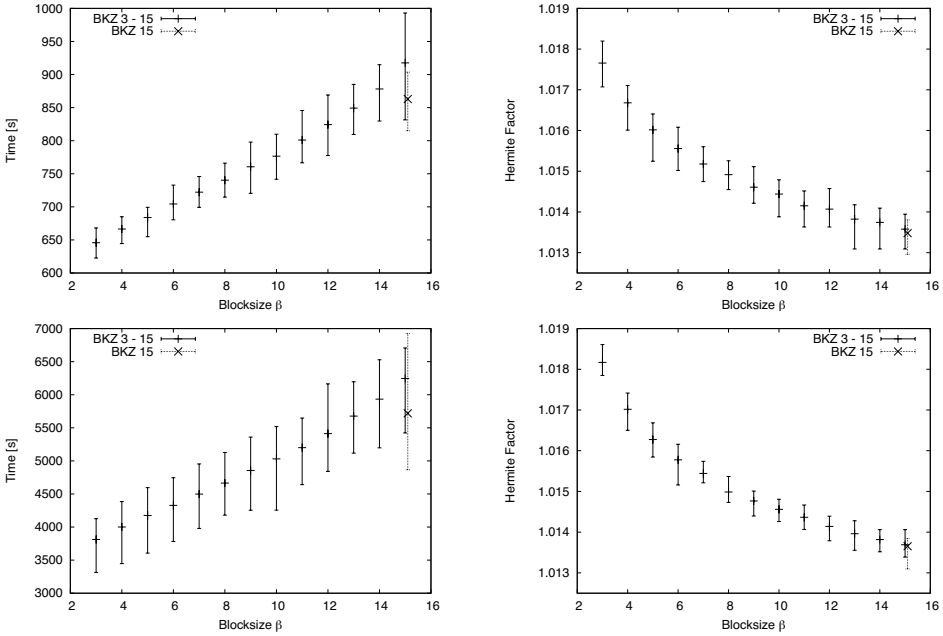 1000
950
900
850
800
750
700
650
600
Time [s]
BKZ 3 - 15
BKZ 15
2 4 6 8 10 12 14 16
Blocksize β
1.019
1.018
1.017
1.016
1.015
1.014
1.013
Hermite Factor
BKZ 3 - 15
BKZ 15
2 4 6 8 10 12 14 16
Blocksize β
7000
6500
6000
5500
5000
4500
4000
3500
3000
Time [s]
BKZ 3 - 15
BKZ 15
2 4 6 8 10 12 14 16
Blocksize β
1.019
1.018
1.017
1.016
1.015
1.014
1.013
Hermite Factor
BKZ 3 - 15
BKZ 15
2 4 6 8 10 12 14 16
Blocksize β